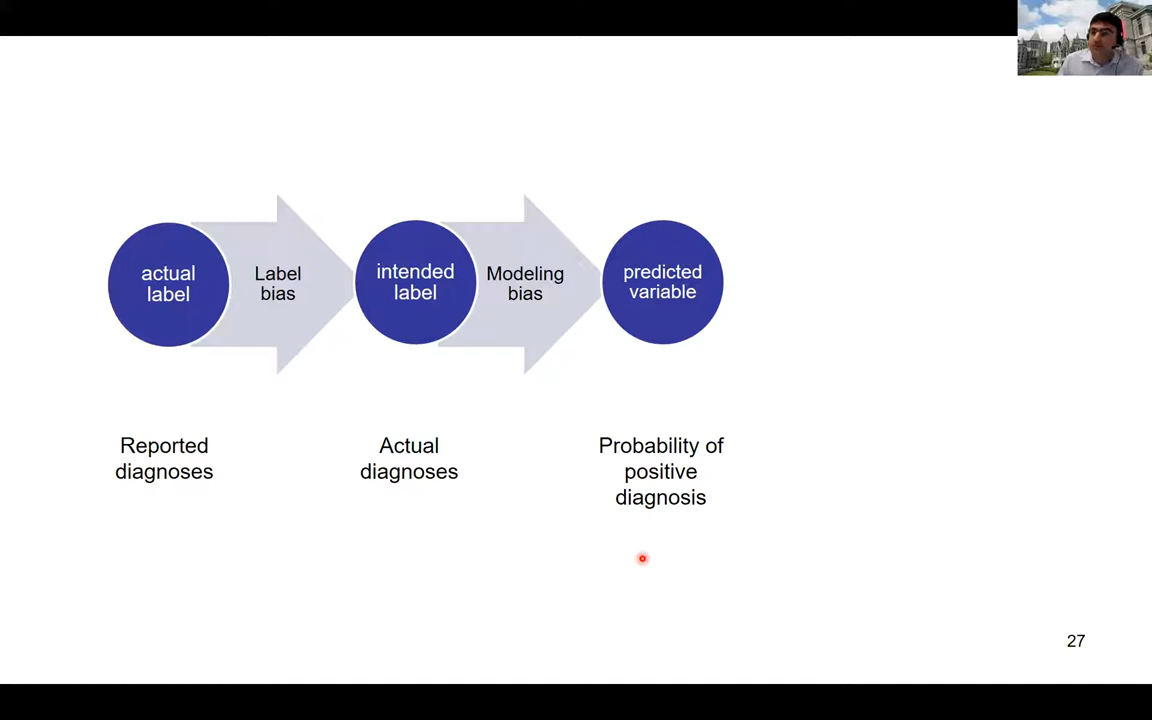 actual
label
Label
bias
intended
label
Modeling
bias
predicted
variable
Reported
diagnoses
Actual
diagnoses
Probability of
positive
diagnosis
27